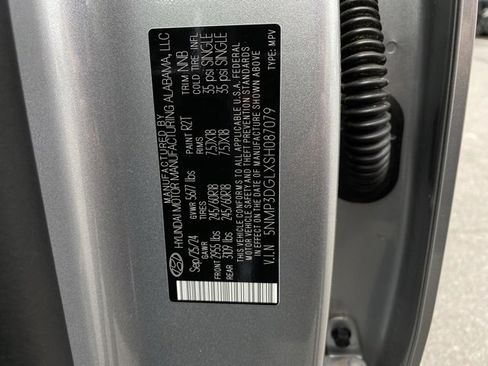 MANUFACTURED BY
HYUNDAI MOTOR MANUFACTURING ALABAMA, LLC
Sep/25/24 PAINT R2T TRIM NNB
GVWR 5677 lbs
GAWR TIRES RIMS COLD TIRE INFL
FRONT 2955 lbs 245/60R18 7.5JX18 35 psi SINGLE
REAR 3109 lbs 245/60R18 7.5JX18 35 psi SINGLE
THIS VEHICLE CONFORMS TO ALL APPLICABLE U.S.A. FEDERAL
MOTOR VEHICLE SAFETY AND THEFT PREVENTION STANDARDS
IN EFFECT ON THE DATE OF MANUFACTURE SHOWN ABOVE
V.I.N 5NMP3DGLXSH087079 TYPE: MPV